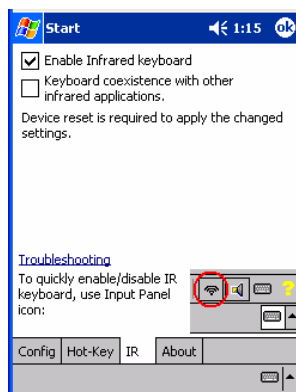 Start 1:15 ok
Enable Infrared keyboard
Keyboard coexistence with other
infrared applications.
Device reset is required to apply the changed
settings.
Troubleshooting
To quickly enable/disable IR
keyboard, use Input Panel
icon:
?
Config Hot-Key IR About